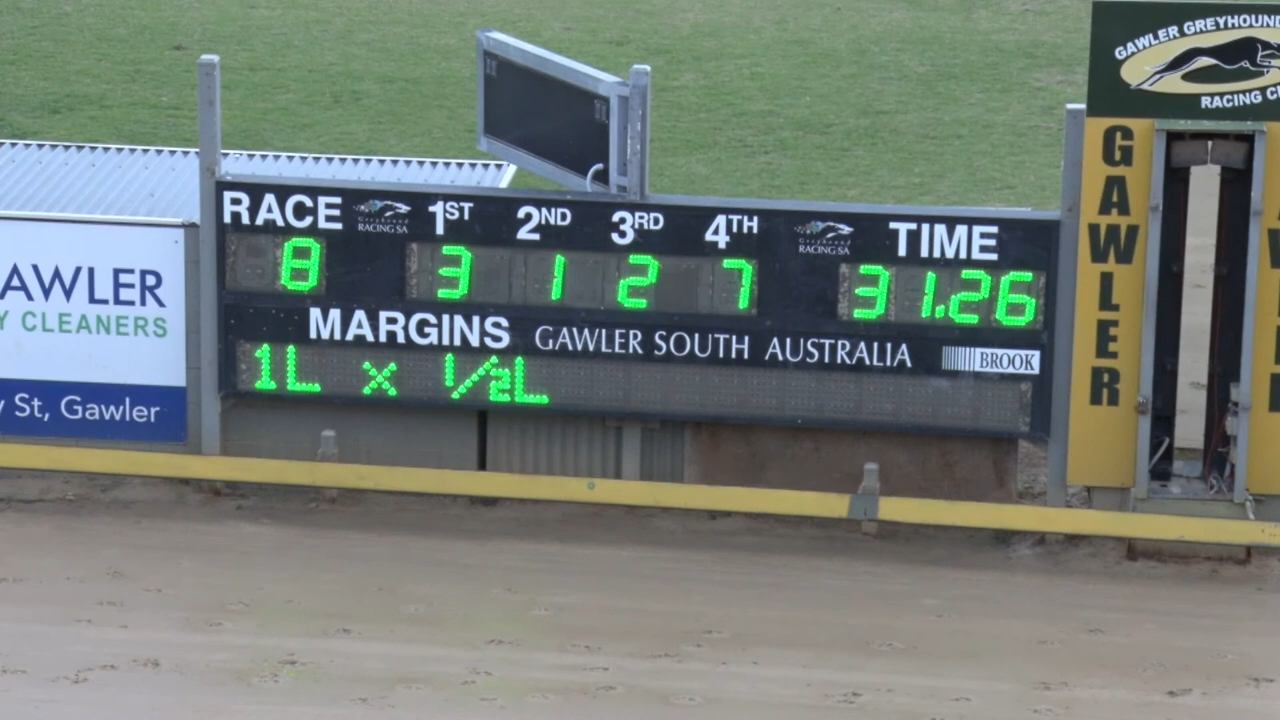 GAWLER GREYHOUND
RACING
GAWLER
RACE
Greyhound
RACING SA
1ST 2ND 3RD 4TH
Greyhound
RACING SA
TIME
8 3 1 2 7 31.26
MARGINS GAWLER SOUTH AUSTRALIA BROOK
1L x 1/2L
AWLER
Y CLEANERS
St, Gawler